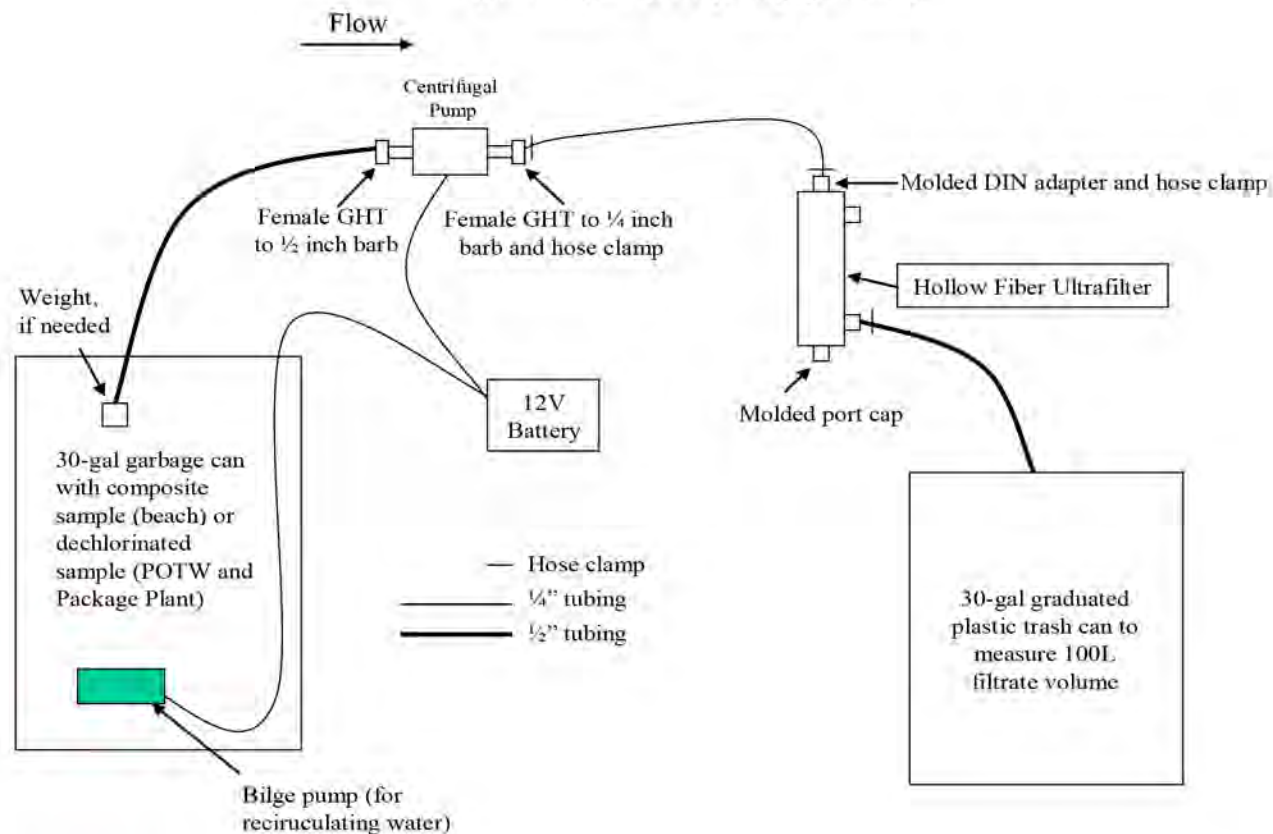 Flow
Centrifugal
Pump
Female GHT
to ½ inch barb
Female GHT to ¼ inch
barb and hose clamp
Molded DIN adapter and hose clamp
Hollow Fiber Ultrafilter
Molded port cap
Weight,
if needed
12V
Battery
30-gal garbage can
with composite
sample (beach) or
dechlorinated
sample (POTW and
Package Plant)
Hose clamp
¼” tubing
½” tubing
30-gal graduated
plastic trash can to
measure 100L
filtrate volume
Bilge pump (for
reciruculating water)